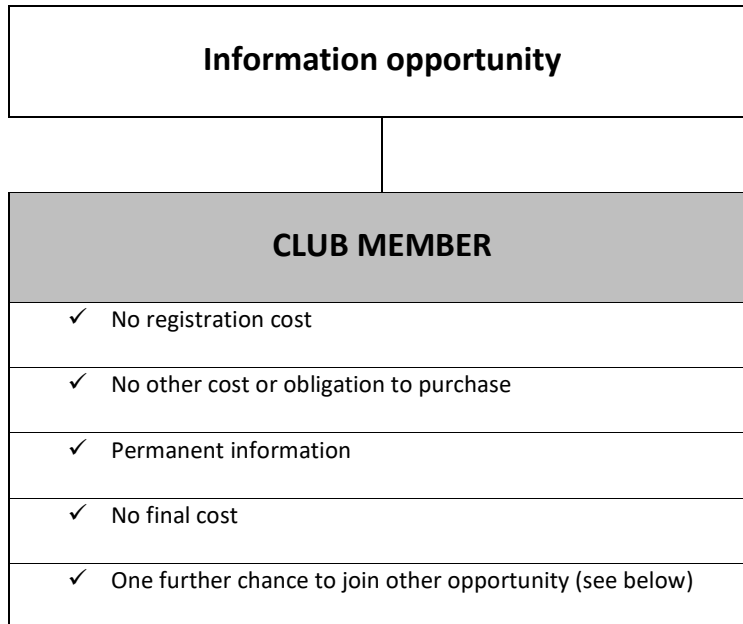 Information opportunity
CLUB MEMBER
✓ No registration cost
✓ No other cost or obligation to purchase
✓ Permanent information
✓ No final cost
✓ One further chance to join other opportunity (see below)